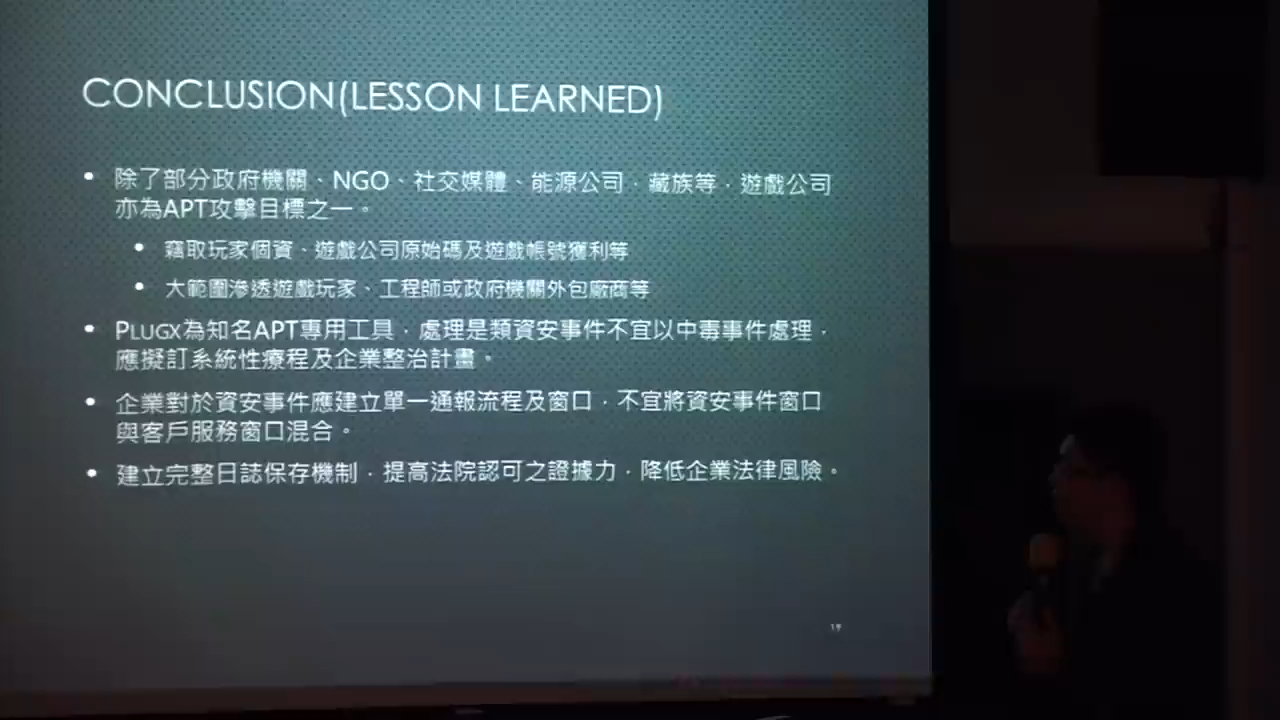 CONCLUSION(LESSON LEARNED)
• 除了部分政府機關、NGO、社交媒體、能源公司，藏族等，遊戲公司
亦為APT攻擊目標之一。
• 竊取玩家個資、遊戲公司原始碼及遊戲帳號獲利等
• 大範圍滲透遊戲玩家、工程師或政府機關外包廠商等
• PLUGX為知名APT專用工具，處理是類資安事件不宜以中毒事件處理，
應擬訂系統性療程及企業整治計畫。
• 企業對於資安事件應建立單一通報流程及窗口，不宜將資安事件窗口
與客戶服務窗口混合。
• 建立完整日誌保存機制，提高法院認可之證據力，降低企業法律風險。